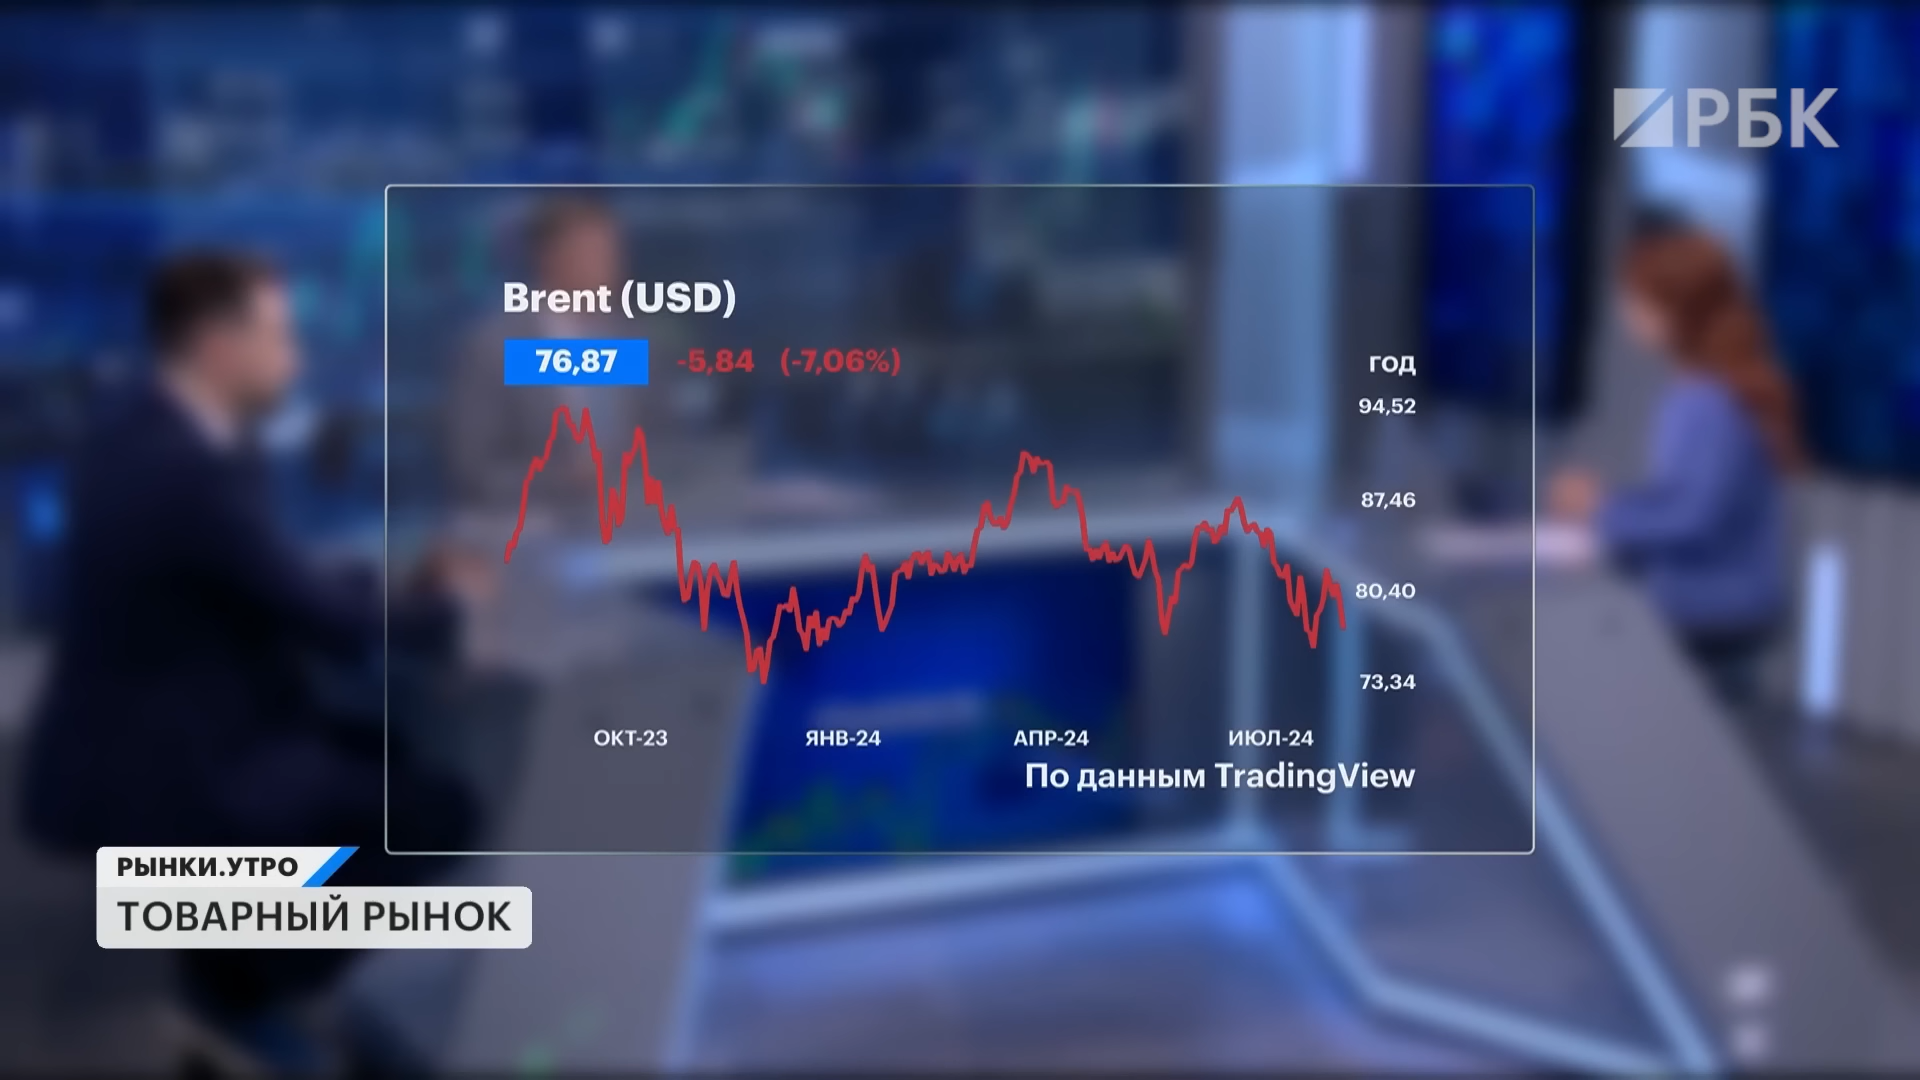 РБК
Brent (USD)
76,87 -5,84 (-7,06%)
ГОД
94,52
87,46
80,40
73,34
ОКТ-23 ЯНВ-24 АПР-24 ИЮЛ-24
По данным TradingView
РЫНКИ.УТРО
ТОВАРНЫЙ РЫНОК